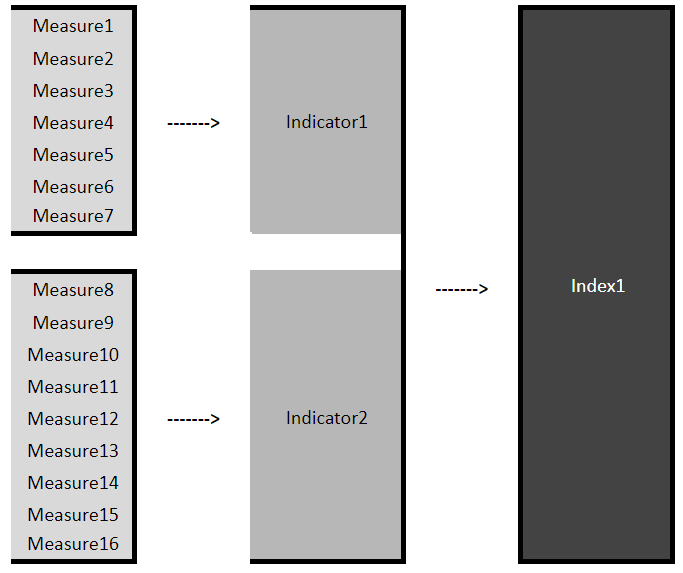 Measure1
Measure2
Measure3
Measure4
Measure5
Measure6
Measure7
------->
Indicator1
Measure8
Measure9
Measure10
Measure11
Measure12
Measure13
Measure14
Measure15
Measure16
------->
Indicator2
------->
Index1